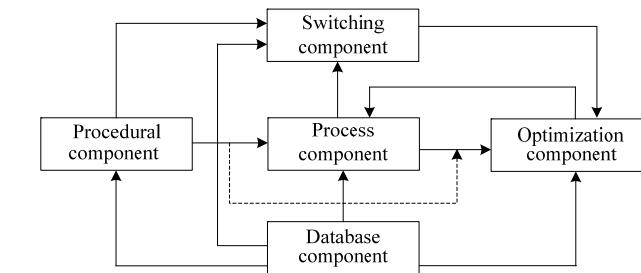 Switching
component
Procedural
component
Process
component
Optimization
component
Database
component